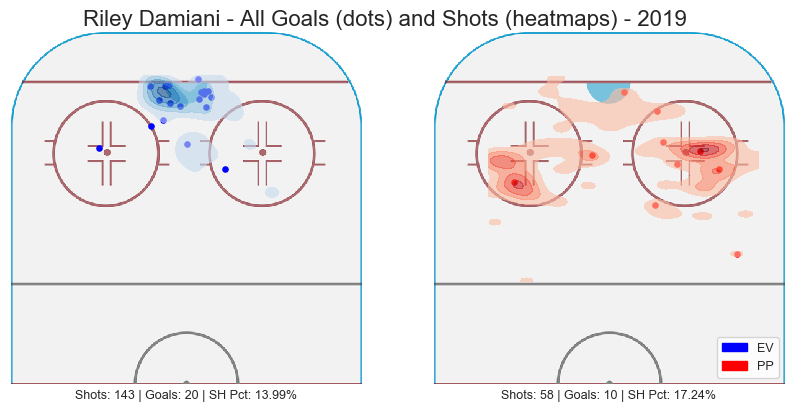 Riley Damiani - All Goals (dots) and Shots (heatmaps) - 2019
EV
PP
Shots: 143 | Goals: 20 | SH Pct: 13.99%
Shots: 58 | Goals: 10 | SH Pct: 17.24%